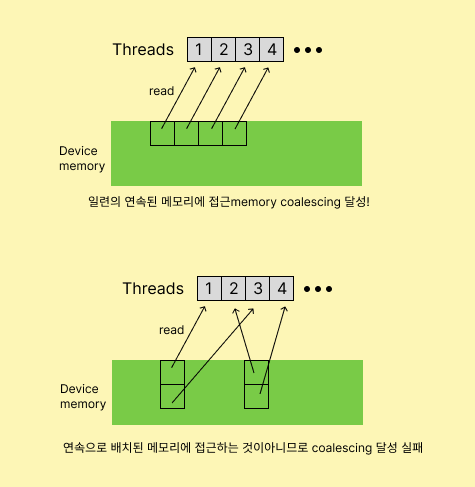 Threads 1 2 3 4 •••
read
Device
memory
일련의 연속된 메모리에 접근memory coalescing 달성!
Threads 1 2 3 4 •••
read
Device
memory
연속으로 배치된 메모리에 접근하는 것이아니므로 coalescing 달성 실패